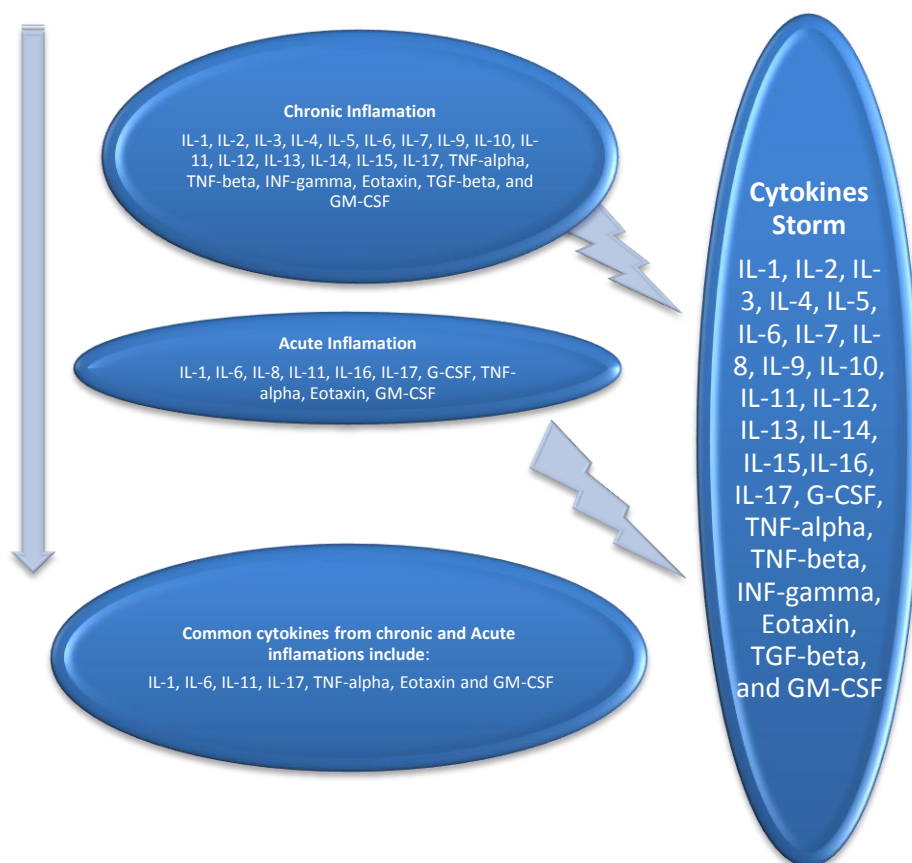 Chronic Inflamation
IL-1, IL-2, IL-3, IL-4, IL-5, IL-6, IL-7, IL-9, IL-10, IL-
11, IL-12, IL-13, IL-14, IL-15, IL-17, TNF-alpha,
TNF-beta, INF-gamma, Eotaxin, TGF-beta, and
GM-CSF
Acute Inflamation
IL-1, IL-6, IL-8, IL-11, IL-16, IL-17, G-CSF, TNF-
alpha, Eotaxin, GM-CSF
Common cytokines from chronic and Acute
inflamations include:
IL-1, IL-6, IL-11, IL-17, TNF-alpha, Eotaxin and GM-CSF
Cytokines
Storm
IL-1, IL-2, IL-
3, IL-4, IL-5,
IL-6, IL-7, IL-
8, IL-9, IL-10,
IL-11, IL-12,
IL-13, IL-14,
IL-15,IL-16,
IL-17, G-CSF,
TNF-alpha,
TNF-beta,
INF-gamma,
Eotaxin,
TGF-beta,
and GM-CSF